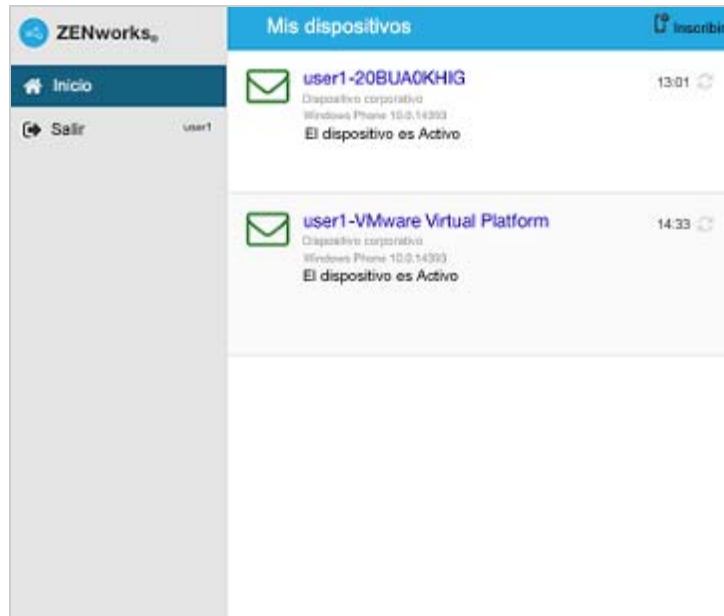 ZENworks®
Mis dispositivos
Inscribir
Inicio
Salir
user1
user1-20BUA0KHIG
13:01
Dispositivo corporativo
Windows Phone 10.0.14393
El dispositivo es Activo
user1-VMware Virtual Platform
14:33
Dispositivo corporativo
Windows Phone 10.0.14393
El dispositivo es Activo